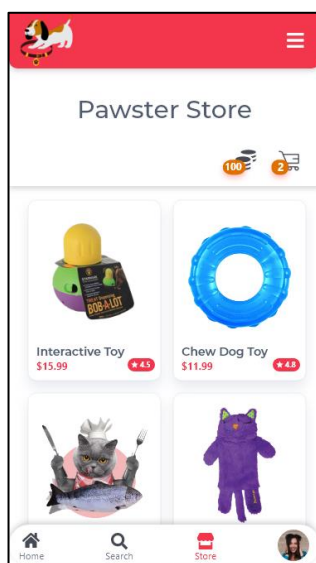 Pawster Store
100
2
BOB-A-LOT
Interactive Toy
$15.99
★ 4.5
Chew Dog Toy
$11.99
★ 4.8
Home
Search
Store